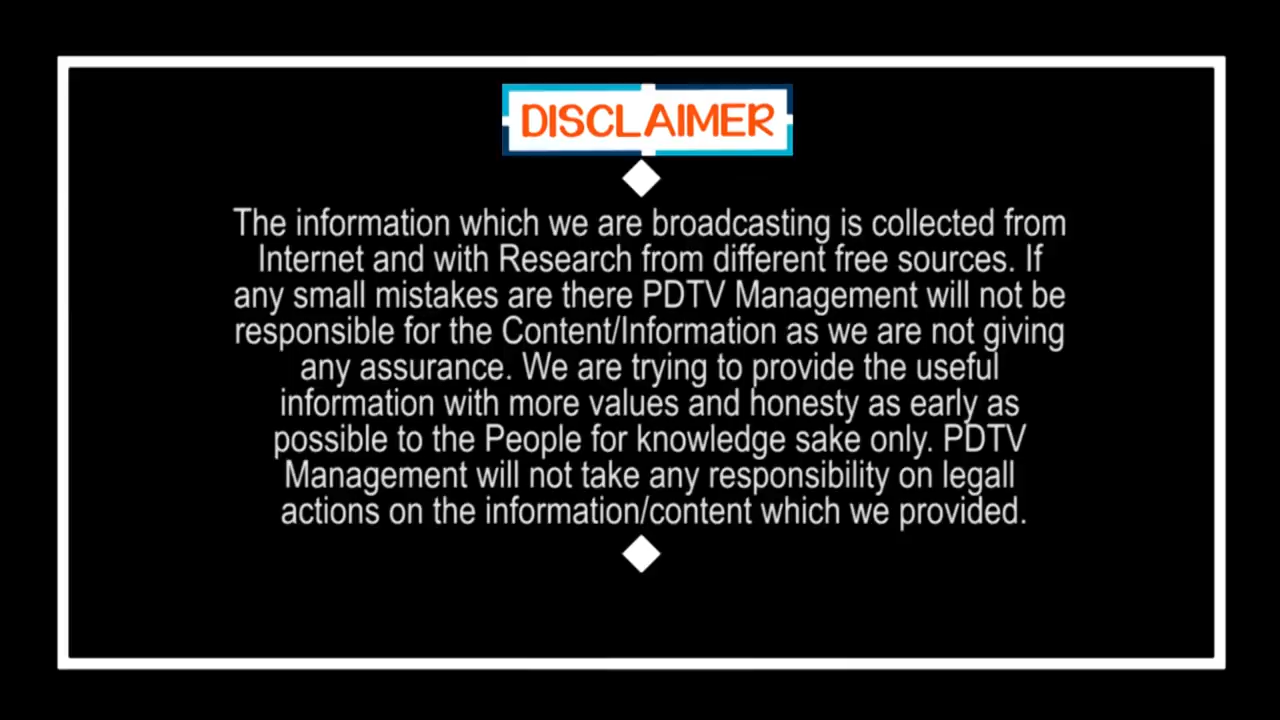 DISCLAIMER
The information which we are broadcasting is collected from
Internet and with Research from different free sources. If
any small mistakes are there PDTV Management will not be
responsible for the Content/Information as we are not giving
any assurance. We are trying to provide the useful
information with more values and honesty as early as
possible to the People for knowledge sake only. PDTV
Management will not take any responsibility on legall
actions on the information/content which we provided.